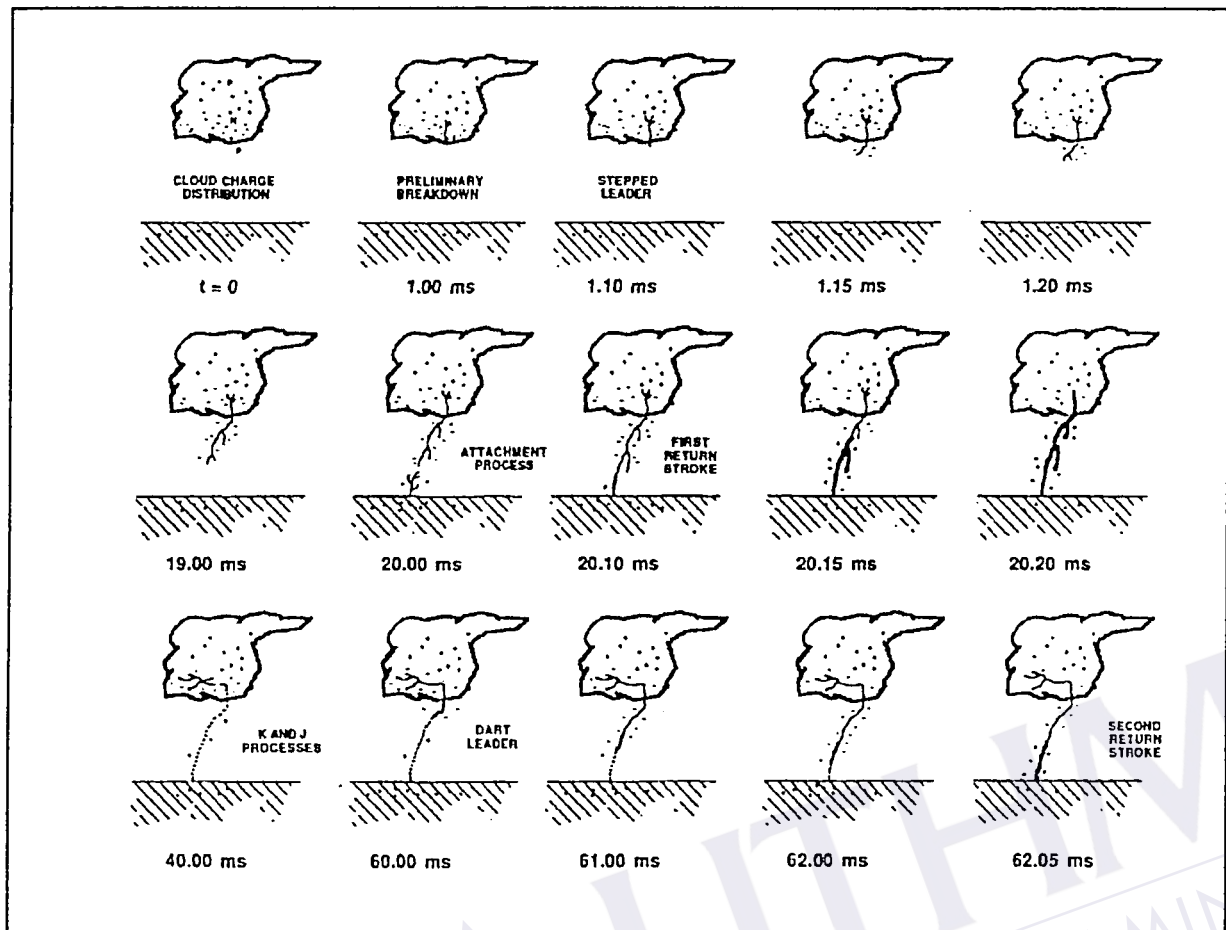 CLOUD CHARGE
DISTRIBUTION
PRELIMINARY
BREAKDOWN
STEPPED
LEADER
t = 0
1.00 ms
1.10 ms
1.15 ms
1.20 ms
ATTACHMENT
PROCESS
FIRST
RETURN
STROKE
19.00 ms
20.00 ms
20.10 ms
20.15 ms
20.20 ms
K AND J
PROCESSES
DART
LEADER
SECOND
RETURN
STROKE
40.00 ms
60.00 ms
61.00 ms
62.00 ms
62.05 ms